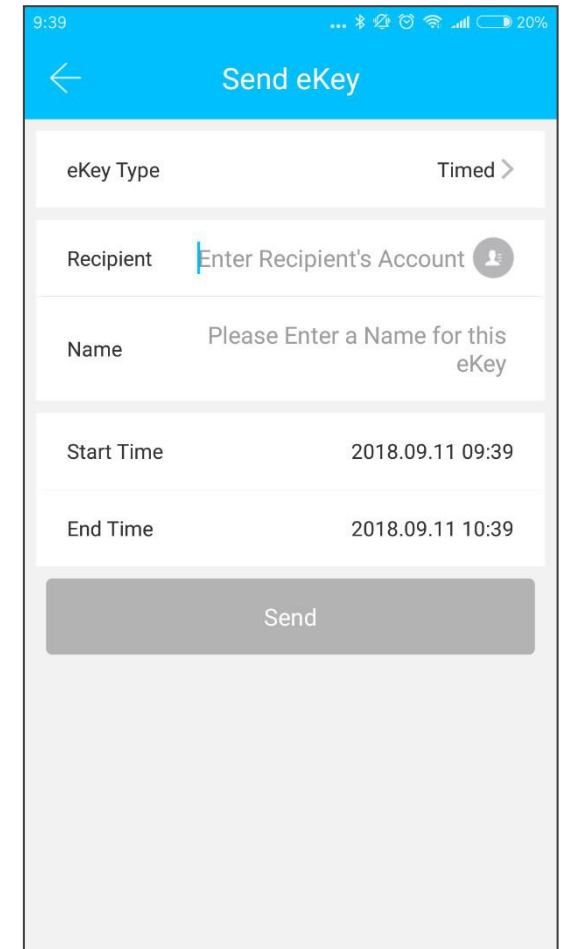 9:39 ... 20%
Send eKey
eKey Type Timed
Recipient Enter Recipient's Account
Name Please Enter a Name for this
eKey
Start Time 2018.09.11 09:39
End Time 2018.09.11 10:39
Send